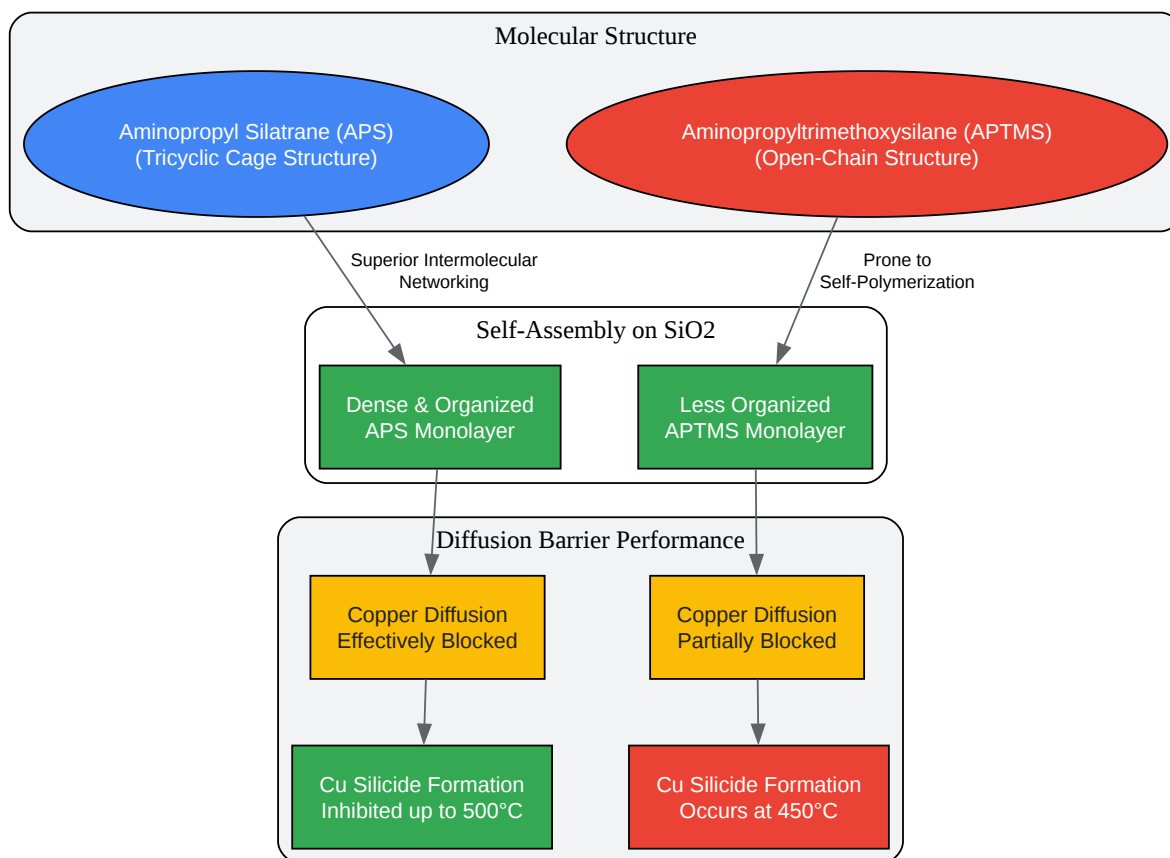 Molecular Structure
Aminopropyl Silatrane (APS)
(Tricyclic Cage Structure)
Aminopropyltrimethoxysilane (APTMS)
(Open-Chain Structure)
Superior Intermolecular
Networking
Prone to
Self-Polymerization
Self-Assembly on SiO2
Dense & Organized
APS Monolayer
Less Organized
APTMS Monolayer
Diffusion Barrier Performance
Copper Diffusion
Effectively Blocked
Copper Diffusion
Partially Blocked
Cu Silicide Formation
Inhibited up to 500°C
Cu Silicide Formation
Occurs at 450°C